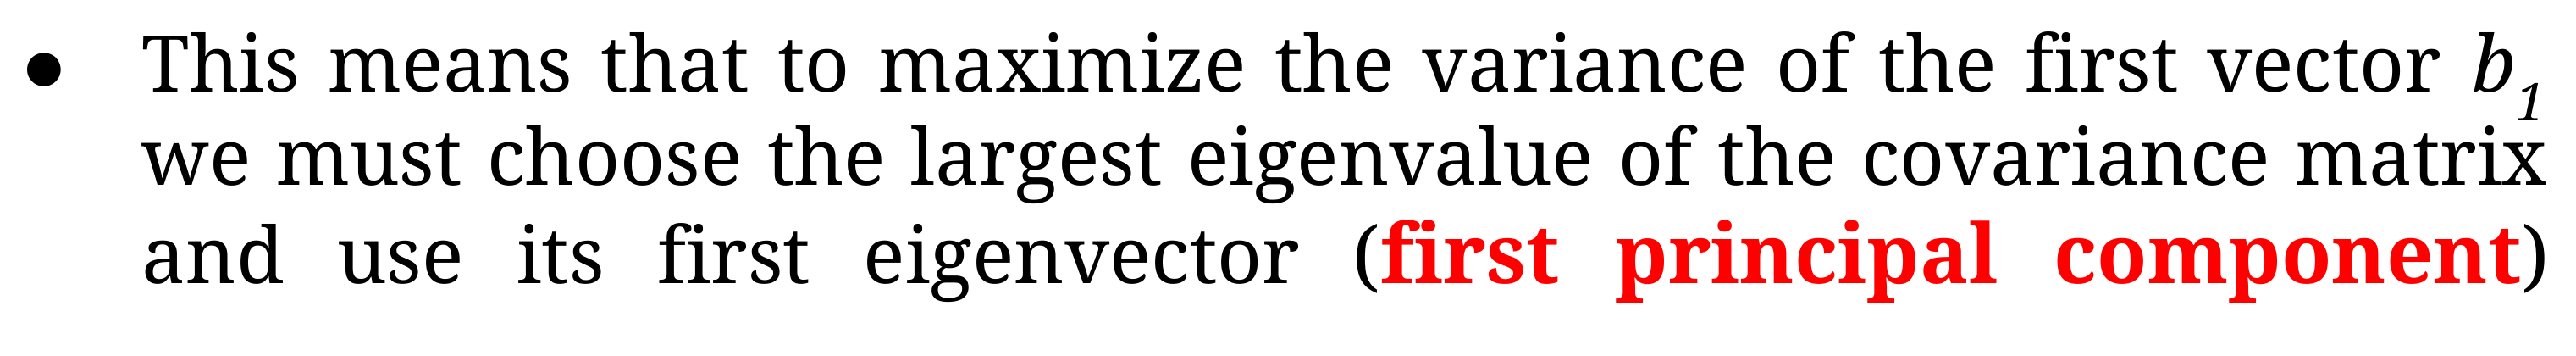 ● This means that to maximize the variance of the first vector b₁
we must choose the largest eigenvalue of the covariance matrix
and use its first eigenvector (first principal component)